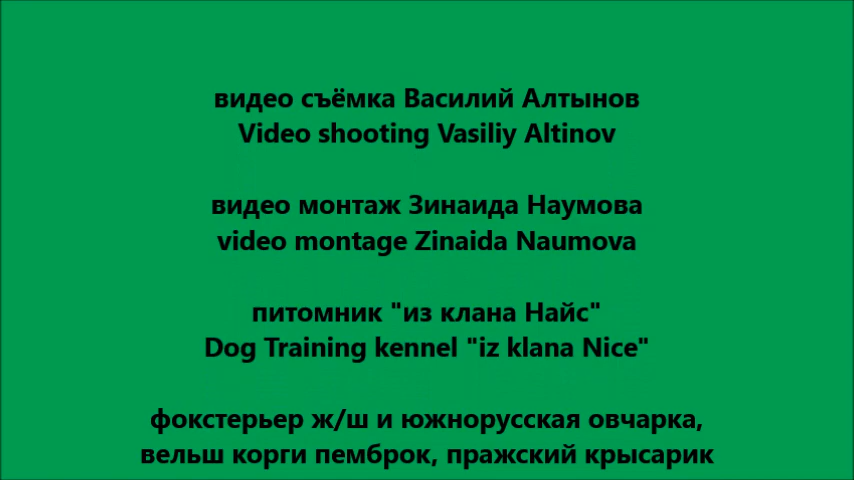 видео съёмка Василий Алтынов
Video shooting Vasiliy Altinov
видео монтаж Зинаида Наумова
video montage Zinaida Naumova
питомник "из клана Найс"
Dog Training kennel "iz klana Nice"
фокстерьер ж/ш и южнорусская овчарка,
вельш корги пемброк, пражский крысарик